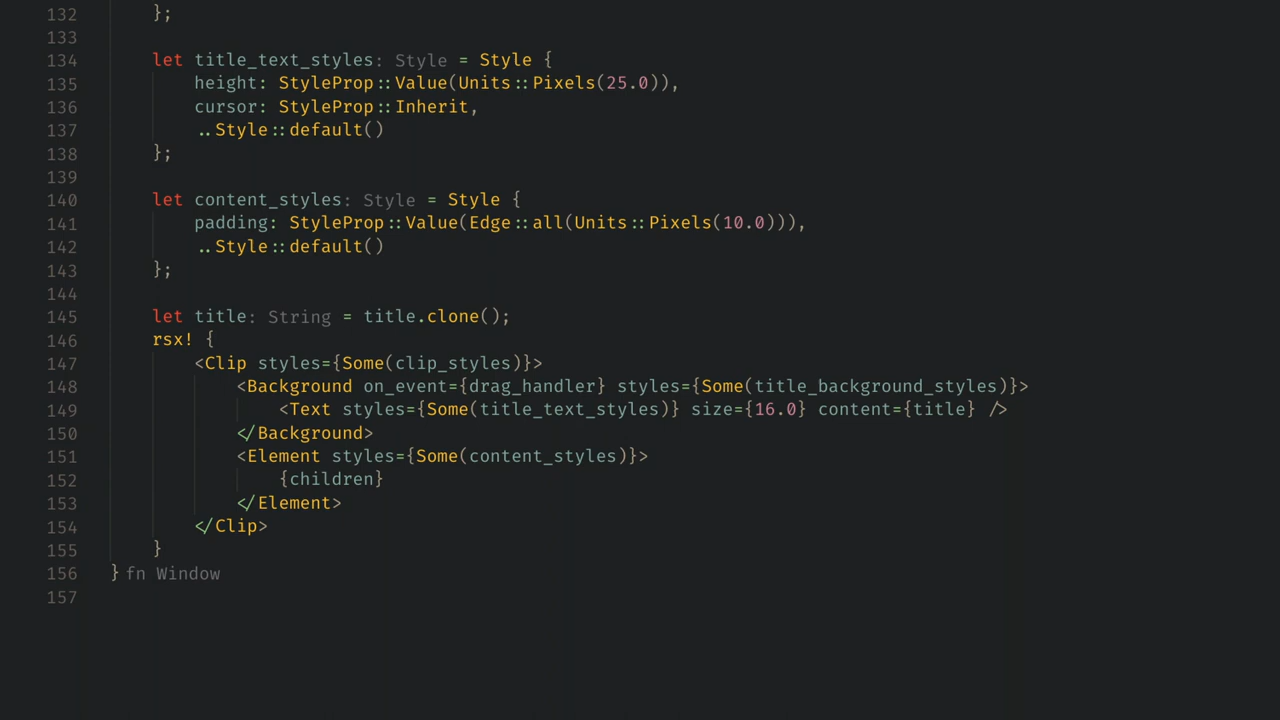 132 };
133
134 let title_text_styles: Style = Style {
135 height: StyleProp::Value(Units::Pixels(25.0)),
136 cursor: StyleProp::Inherit,
137 ..Style::default()
138 };
139
140 let content_styles: Style = Style {
141 padding: StyleProp::Value(Edge::all(Units::Pixels(10.0))),
142 ..Style::default()
143 };
144
145 let title: String = title.clone();
146 rsx! {
147 <Clip styles={Some(clip_styles)}>
148 <Background on_event={drag_handler} styles={Some(title_background_styles)}>
149 <Text styles={Some(title_text_styles)} size={16.0} content={title} />
150 </Background>
151 <Element styles={Some(content_styles)}>
152 {children}
153 </Element>
154 </Clip>
155 }
156 } fn Window
157